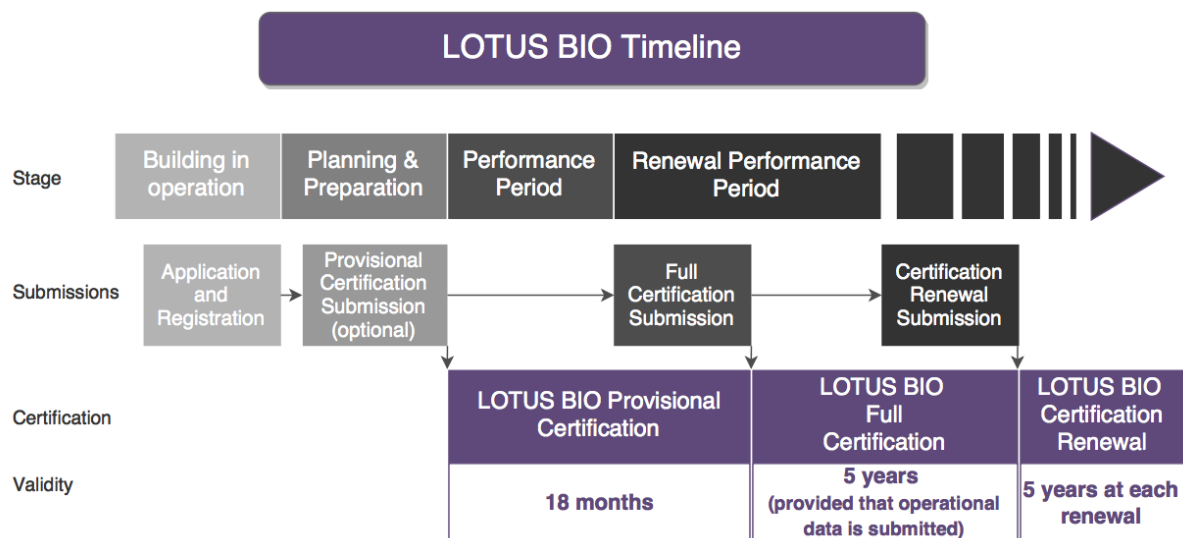 LOTUS BIO Timeline
Stage
Building in
operation
Planning &
Preparation
Performance
Period
Renewal Performance
Period
Submissions
Application
and
Registration
Provisional
Certification
Submission
(optional)
Full
Certification
Submission
Certification
Renewal
Submission
Certification
LOTUS BIO Provisional
Certification
LOTUS BIO
Full
Certification
LOTUS BIO
Certification
Renewal
Validity
18 months
5 years
(provided that operational
data is submitted)
5 years at each
renewal